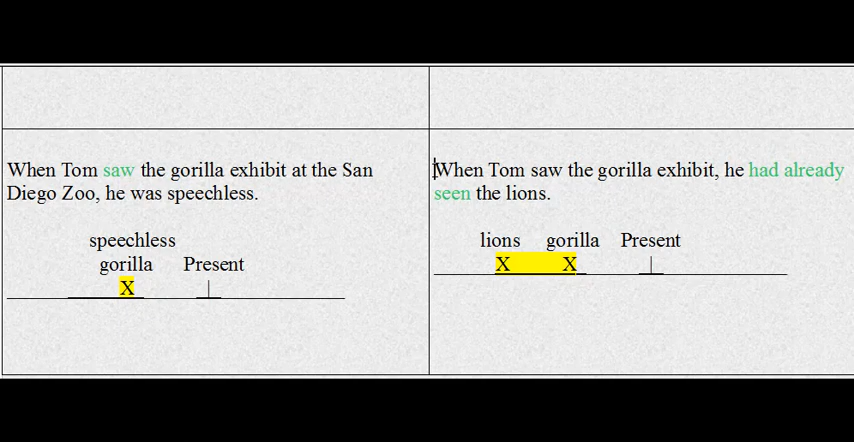 When Tom saw the gorilla exhibit at the San
Diego Zoo, he was speechless.
speechless
gorilla Present
X
When Tom saw the gorilla exhibit, he had already
seen the lions.
lions gorilla Present
X X